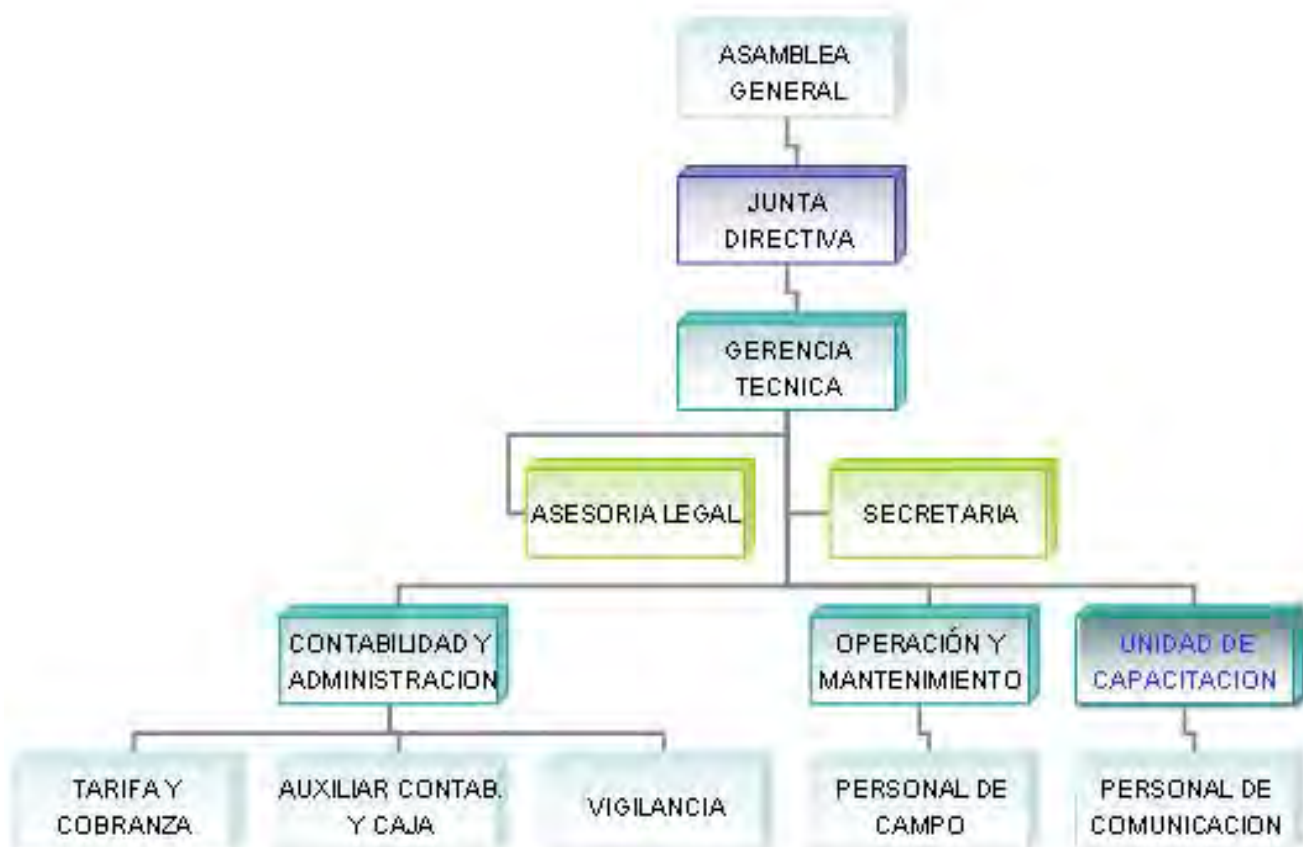 ASAMBLEA
GENERAL
JUNTA
DIRECTIVA
GERENCIA
TECNICA
ASESORIA LEGAL
SECRETARIA
CONTABILIDAD Y
ADMINISTRACION
OPERACIÓN Y
MANTENIMIENTO
UNIDAD DE
CAPACITACION
TARIFA Y
COBRANZA
AUXILIAR CONTAB.
Y CAJA
VIGILANCIA
PERSONAL DE
CAMPO
PERSONAL DE
COMUNICACION